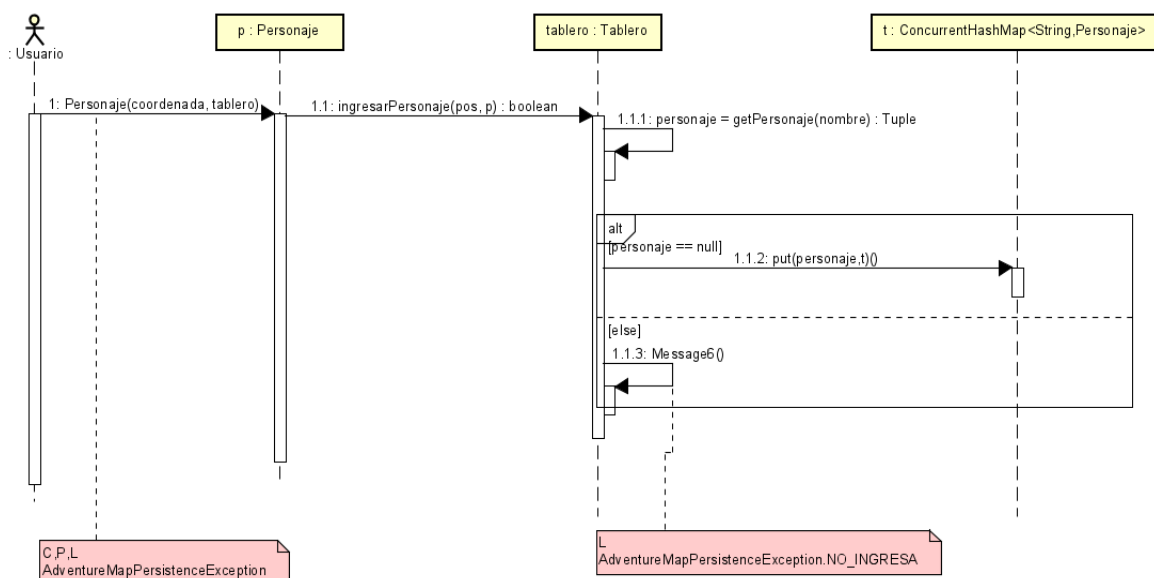 p : Personaje
tablero : Tablero
t : ConcurrentHashMap<String,Personaje>
: Usuario
1: Personaje(coordenada, tablero)
1.1: ingresarPersonaje(pos, p) : boolean
1.1.1: personaje = getPersonaje(nombre) : Tuple
alt
[personaje == null]
1.1.2: put(personaje,t)()
[else]
1.1.3: Message6()
C,P,L
AdventureMapPersistenceException
L
AdventureMapPersistenceException.NO_INGRESA